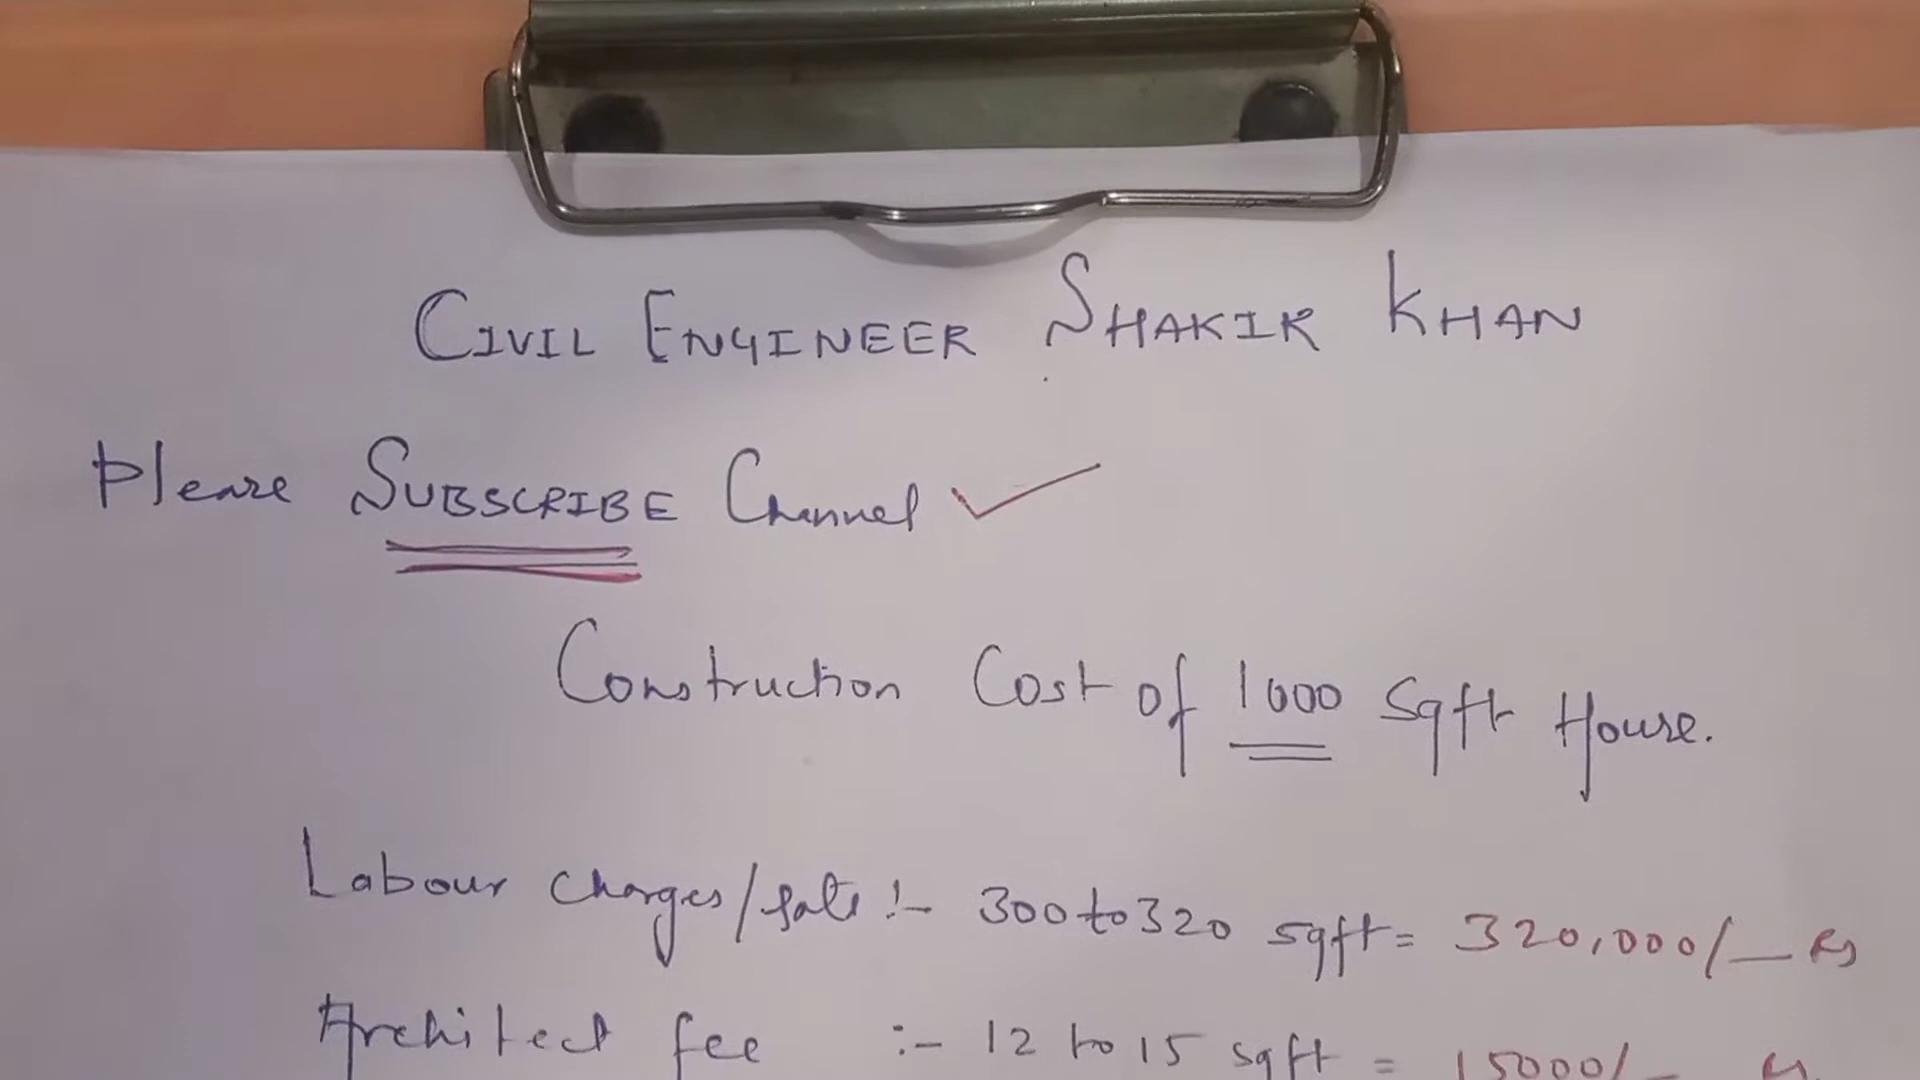 CIVIL ENGINEER SHAKIR KHAN
Please SUBSCRIBE Channel ✓
Construction Cost of 1000 Sqft House.
Labour charges/rate :- 300 to 320 sqft = 320,000/- Rs
Architect fee :- 12 to 15 sqft = 15000/- Rs